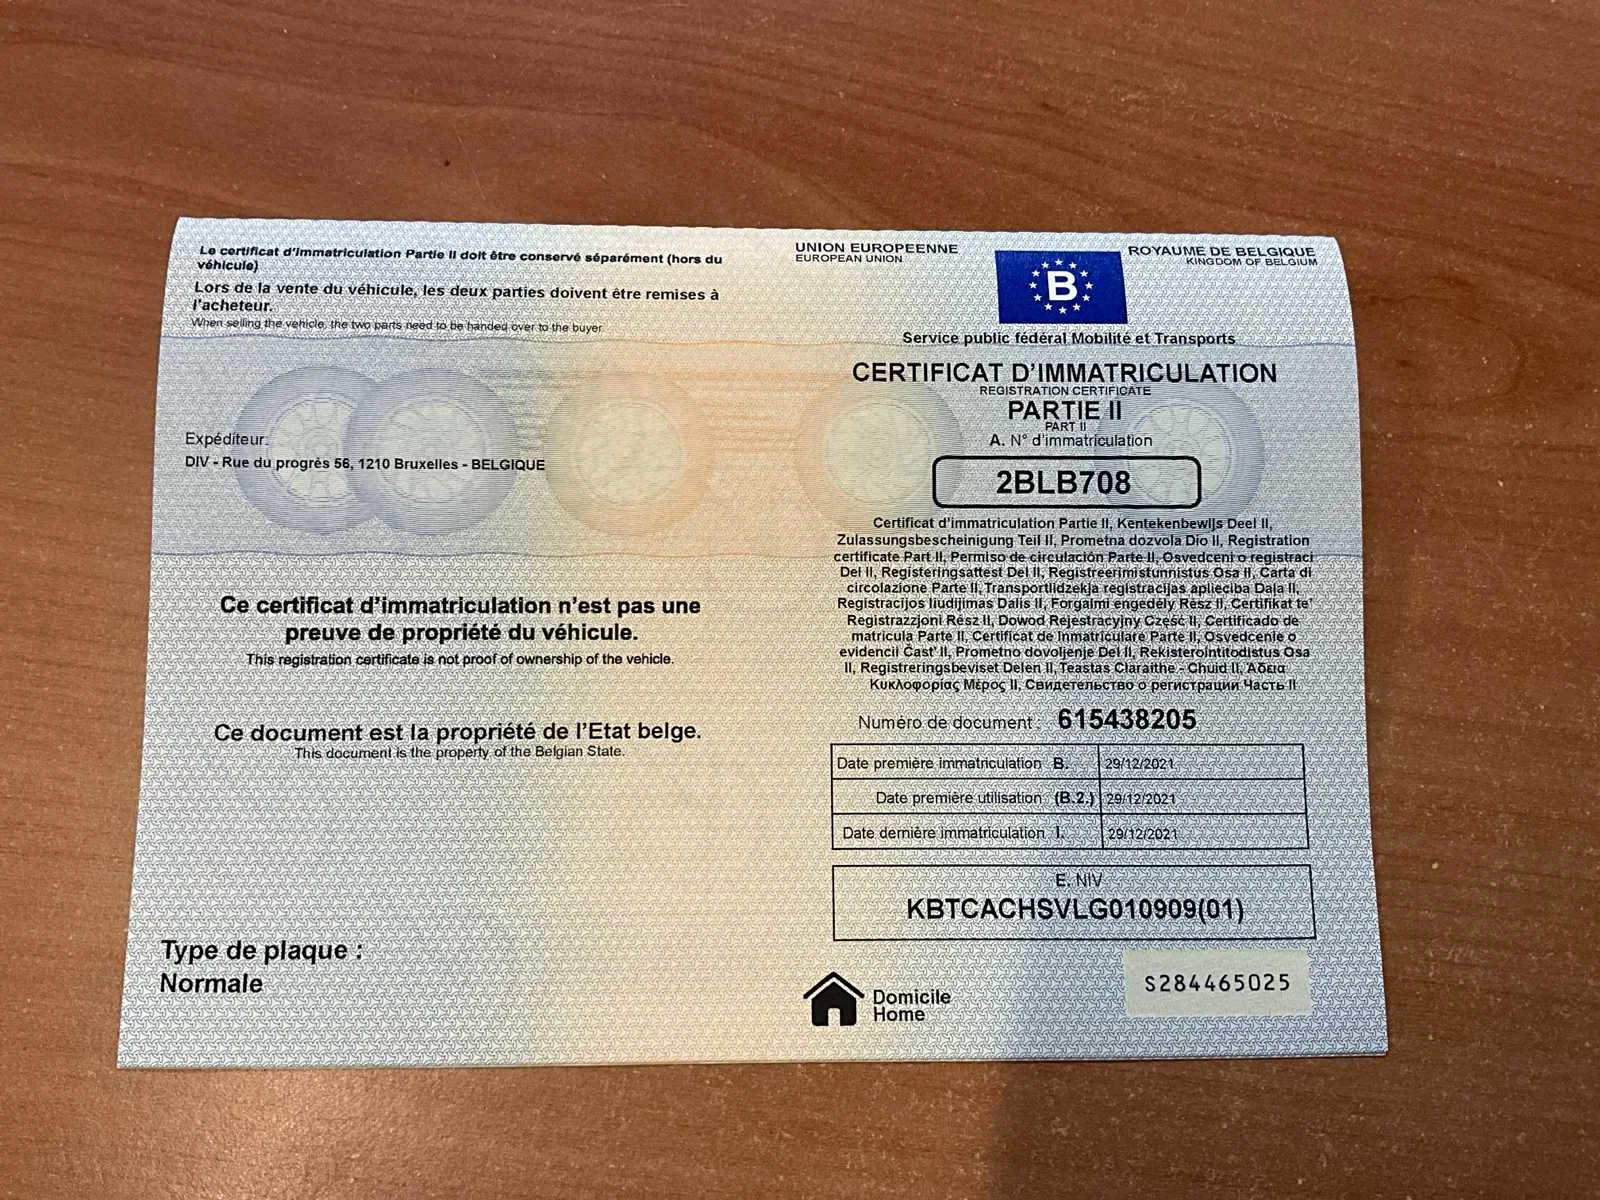 Le certificat d'immatriculation Partie II doit être conservé séparément (hors du
véhicule)
Lors de la vente du véhicule, les deux parties doivent être remises à
l'acheteur.
When selling the vehicle, the two parts need to be handed over to the buyer
Expéditeur:
DIV - Rue du progrès 56, 1210 Bruxelles - BELGIQUE
Ce certificat d'immatriculation n'est pas une
preuve de propriété du véhicule.
This registration certificate is not proof of ownership of the vehicle.
Ce document est la propriété de l'Etat belge.
This document is the property of the Belgian State.
Type de plaque :
Normale
UNION EUROPEENNE
EUROPEAN UNION
B
ROYAUME DE BELGIQUE
KINGDOM OF BELGIUM
Service public fédéral Mobilité et Transports
CERTIFICAT D'IMMATRICULATION
REGISTRATION CERTIFICATE
PARTIE II
PART II
A. N° d'immatriculation
2BLB708
Certificat d'immatriculation Partie II, Kentekenbewijs Deel II,
Zulassungsbescheinigung Teil II, Prometna dozvola Dio II, Registration
certificate Part II, Permiso de circulación Parte II, Osvedceni o registraci
Del II, Registeringsattest Del II, Registreerimistunnistus Osa II, Carta di
circolazione Parte II, Transportlidzekja registracijas aplieciba Daļa II,
Registracijos liudijimas Dalis II, Forgalmi engedély Rész II, Certifikat te'
Registrazzjoni Rész II, Dowod Rejestracyjny Część II, Certificado de
matricula Parte II, Certificat de Inmatriculare Parte II, Osvedcenie o
evidencii Čast' II, Prometno dovoljenje Del II, Rekisterointitodistus Osa
II, Registreringsbeviset Delen II, Teastas Claraithe - Chuid II, Άδεια
Κυκλοφορίας Μέρος II, Свидетельство о регистрации Часть II
Numéro de document : 615438205
Date première immatriculation B. 29/12/2021
Date première utilisation (B.2.) 29/12/2021
Date dernière immatriculation I. 29/12/2021
E. NIV
KBTCACHSVLG010909(01)
Domicile
Home
S284465025